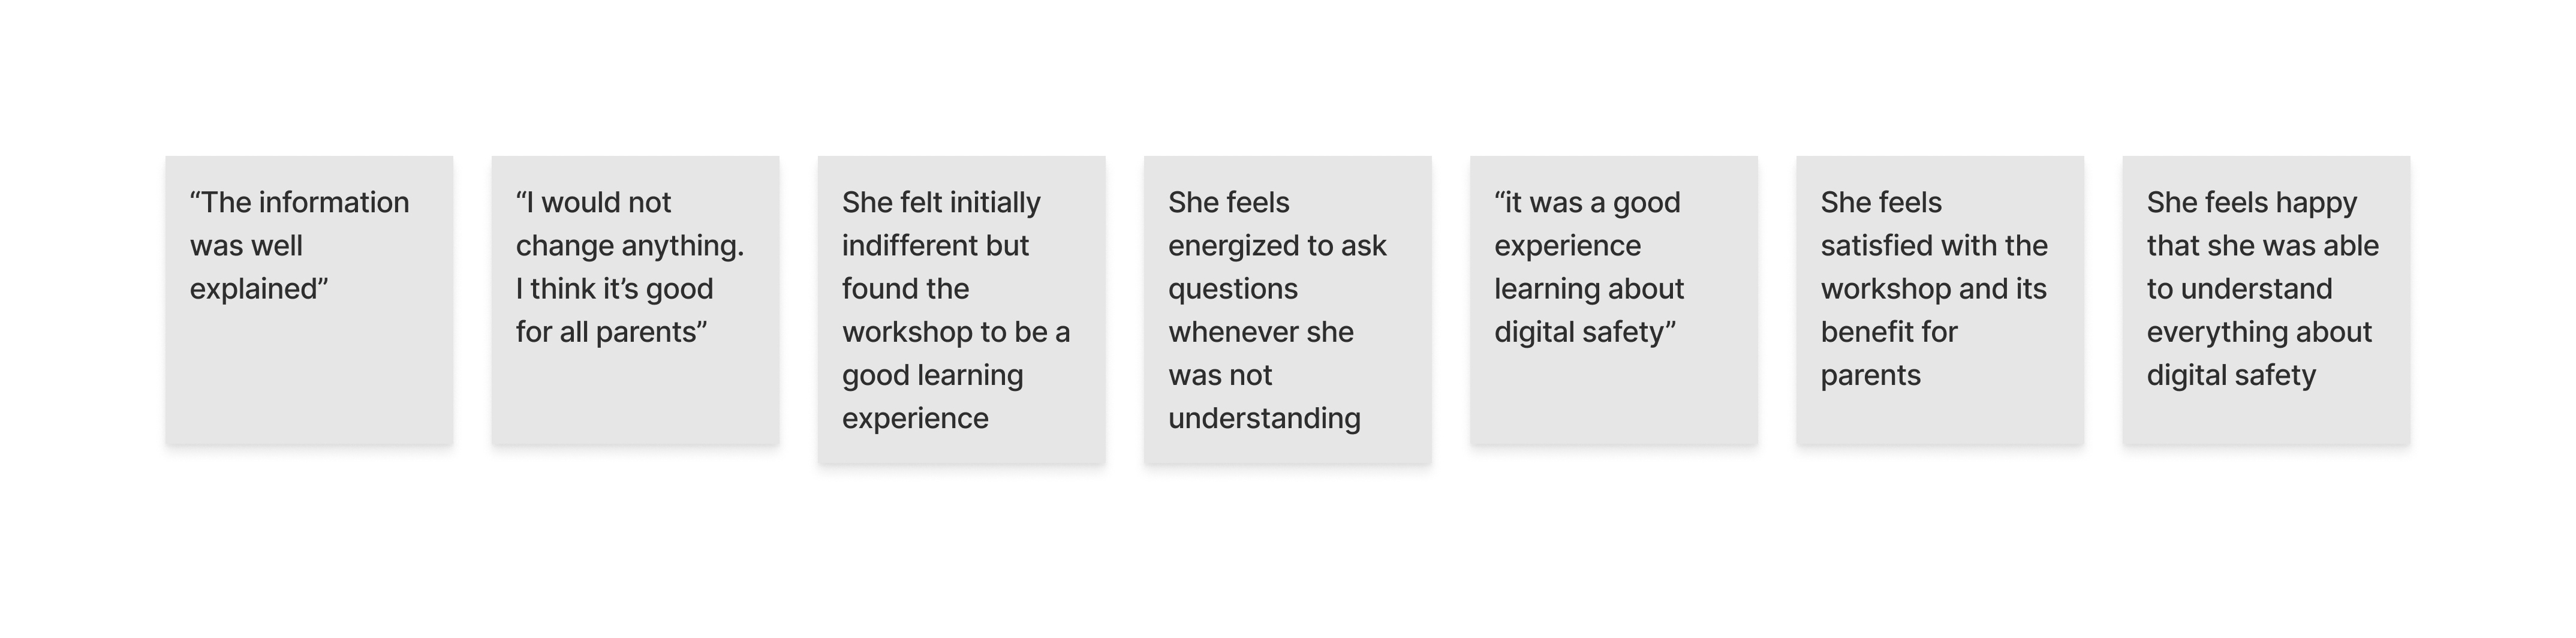 “The information
was well
explained”
“I would not
change anything.
I think it’s good
for all parents”
She felt initially
indifferent but
found the
workshop to be a
good learning
experience
She feels
energized to ask
questions
whenever she
was not
understanding
“it was a good
experience
learning about
digital safety”
She feels
satisfied with the
workshop and its
benefit for
parents
She feels happy
that she was able
to understand
everything about
digital safety